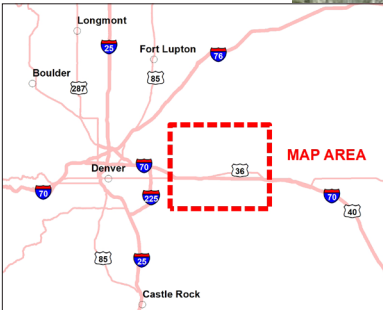 Longmont
25
Fort Lupton
76
Boulder
287
85
MAP AREA
70
Denver
36
70
225
70
40
85
25
Castle Rock